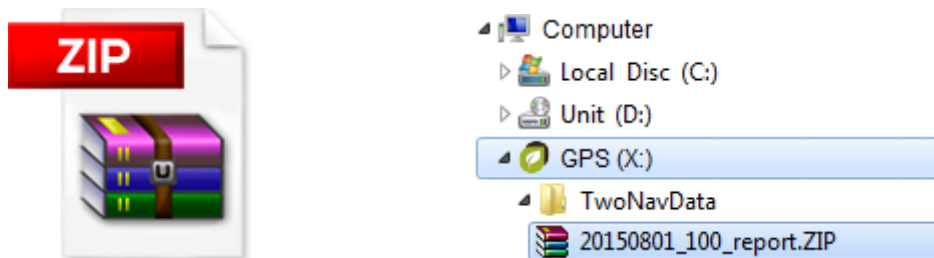 ZIP
U
Computer
Local Disc (C:)
Unit (D:)
GPS (X:)
TwoNavData
20150801_100_report.ZIP